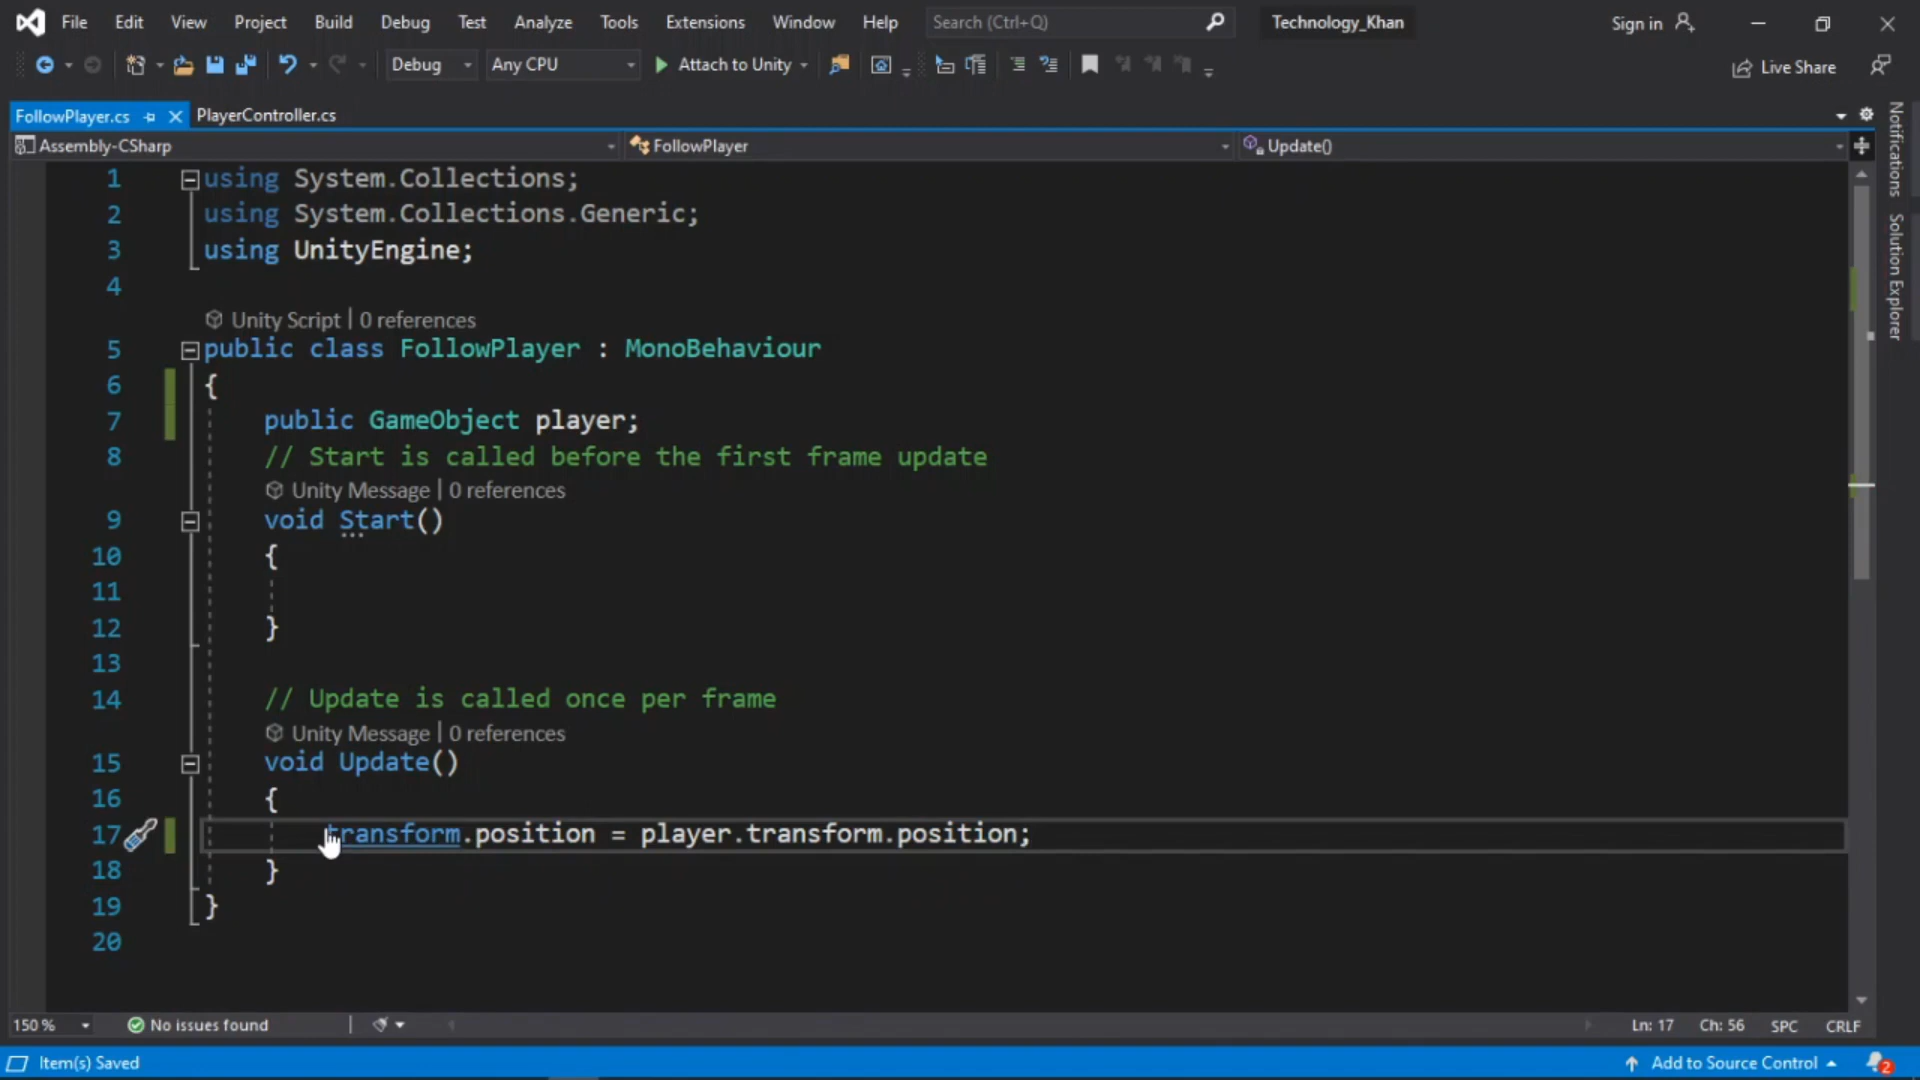 File Edit View Project Build Debug Test Analyze Tools Extensions Window Help Search (Ctrl+Q) Technology_Khan Sign in
Debug Any CPU Attach to Unity Live Share
FollowPlayer.cs PlayerController.cs
Assembly-CSharp FollowPlayer Update()
Notifications
Solution Explorer
1 using System.Collections;
2 using System.Collections.Generic;
3 using UnityEngine;
4
Unity Script | 0 references
5 public class FollowPlayer : MonoBehaviour
6 {
7 public GameObject player;
8 // Start is called before the first frame update
Unity Message | 0 references
9 void Start()
10 {
11
12 }
13
14 // Update is called once per frame
Unity Message | 0 references
15 void Update()
16 {
17 transform.position = player.transform.position;
18 }
19 }
20
150 % No issues found Ln: 17 Ch: 56 SPC CRLF
Item(s) Saved Add to Source Control 2